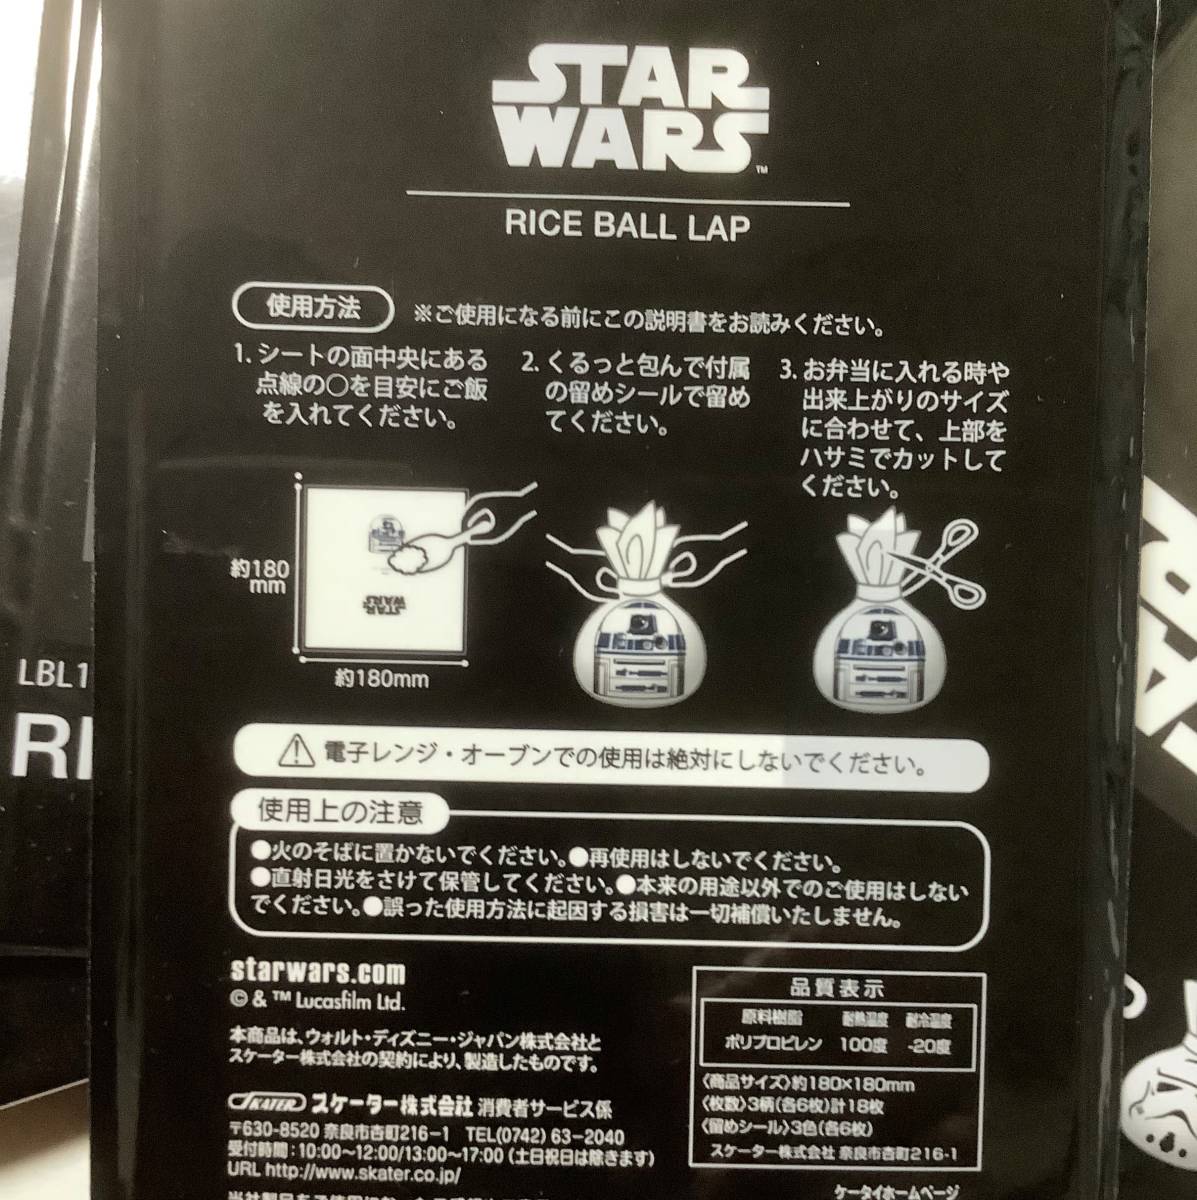 STAR
WARS
™
RICE BALL LAP
使用方法
※ご使用になる前にこの説明書をお読みください。
1. シートの面中央にある
点線の○を目安にご飯
を入れてください。
2. くるっと包んで付属
の留めシールで留め
てください。
3. お弁当に入れる時や
出来上がりのサイズ
に合わせて、上部を
ハサミでカットして
ください。
約180
mm
STAR
WARS
約180mm
LBL1
RI
⚠ 電子レンジ・オーブンでの使用は絶対にしないでください。
使用上の注意
●火のそばに置かないでください。●再使用はしないでください。
●直射日光をさけて保管してください。●本来の用途以外でのご使用はしない
でください。●誤った使用方法に起因する損害は一切補償いたしません。
starwars.com
© & ™ Lucasfilm Ltd.
本商品は、ウォルト・ディズニー・ジャパン株式会社と
スケーター株式会社の契約により、製造したものです。
SKATER スケーター株式会社 消費者サービス係
〒630-8520 奈良市杏町216-1 TEL(0742) 63-2040
受付時間：10:00～12:00/13:00～17:00 (土日祝日は除きます)
URL http://www.skater.co.jp/
品質表示
原料樹脂 耐熱温度 耐冷温度
ポリプロピレン 100度 -20度
〈商品サイズ〉約180×180mm
〈枚数〉3柄(各6枚)計18枚
〈留めシール〉3色(各6枚)
スケーター株式会社 奈良市杏町216-1
ケータイホームページ